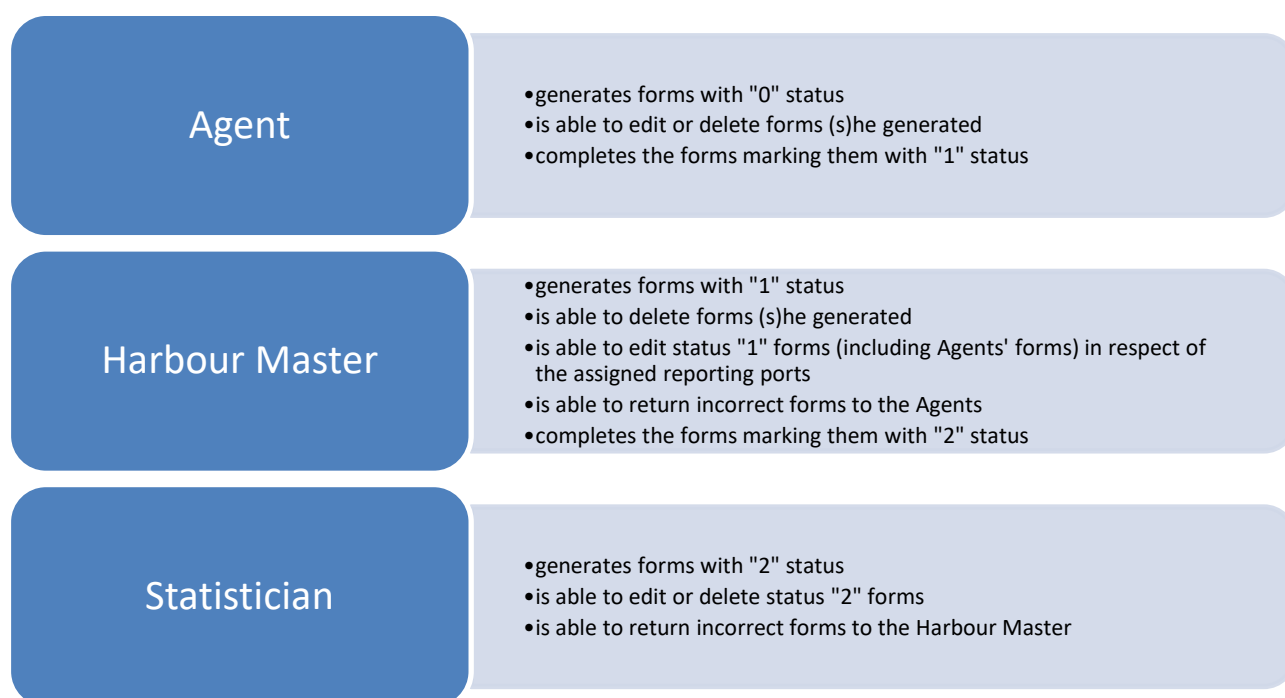 Agent
•generates forms with "0" status
•is able to edit or delete forms (s)he generated
•completes the forms marking them with "1" status
Harbour Master
•generates forms with "1" status
•is able to delete forms (s)he generated
•is able to edit status "1" forms (including Agents' forms) in respect of
the assigned reporting ports
•is able to return incorrect forms to the Agents
•completes the forms marking them with "2" status
Statistician
•generates forms with "2" status
•is able to edit or delete status "2" forms
•is able to return incorrect forms to the Harbour Master